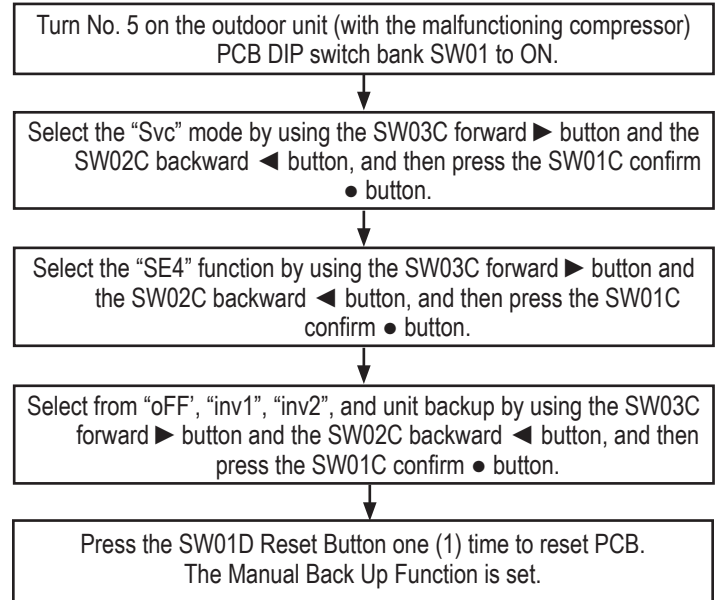 Turn No. 5 on the outdoor unit (with the malfunctioning compressor)
PCB DIP switch bank SW01 to ON.
Select the “Svc” mode by using the SW03C forward ► button and the
SW02C backward ◄ button, and then press the SW01C confirm
● button.
Select the “SE4” function by using the SW03C forward ► button and
the SW02C backward ◄ button, and then press the SW01C
confirm ● button.
Select from “oFF’, “inv1”, “inv2”, and unit backup by using the SW03C
forward ► button and the SW02C backward ◄ button, and then
press the SW01C confirm ● button.
Press the SW01D Reset Button one (1) time to reset PCB.
The Manual Back Up Function is set.